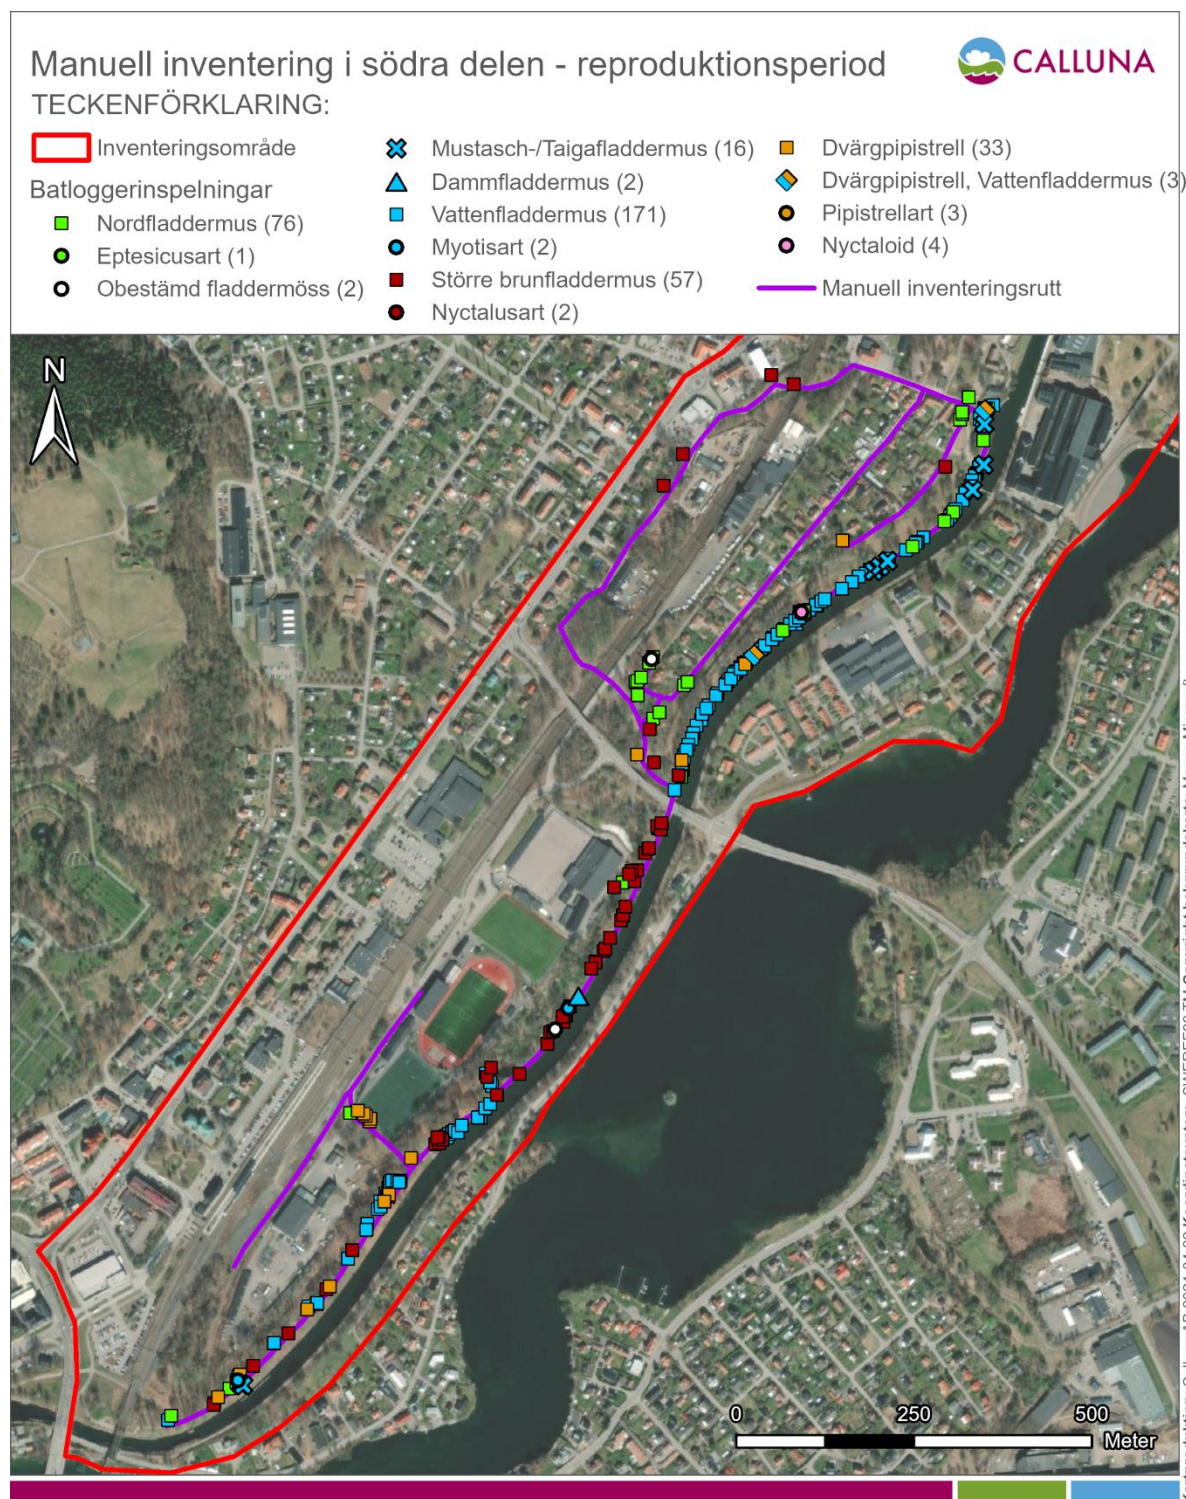 Manuell inventering i södra delen - reproduktionsperiod
CALLUNA
TECKENFÖRKLARING:
Inventeringsområde
Batloggerinspelningar
Nordfladdermus (76)
Eptesicusart (1)
Obestämd fladdermöss (2)
Mustasch-/Taigafladdermus (16)
Dammfladdermus (2)
Vattenfladdermus (171)
Myotisart (2)
Större brunfladdermus (57)
Nyctalusart (2)
Dvärgpipistrell (33)
Dvärgpipistrell, Vattenfladdermus (3)
Pipistrellart (3)
Nyctaloid (4)
Manuell inventeringsrutt
N
0 250 500
Meter